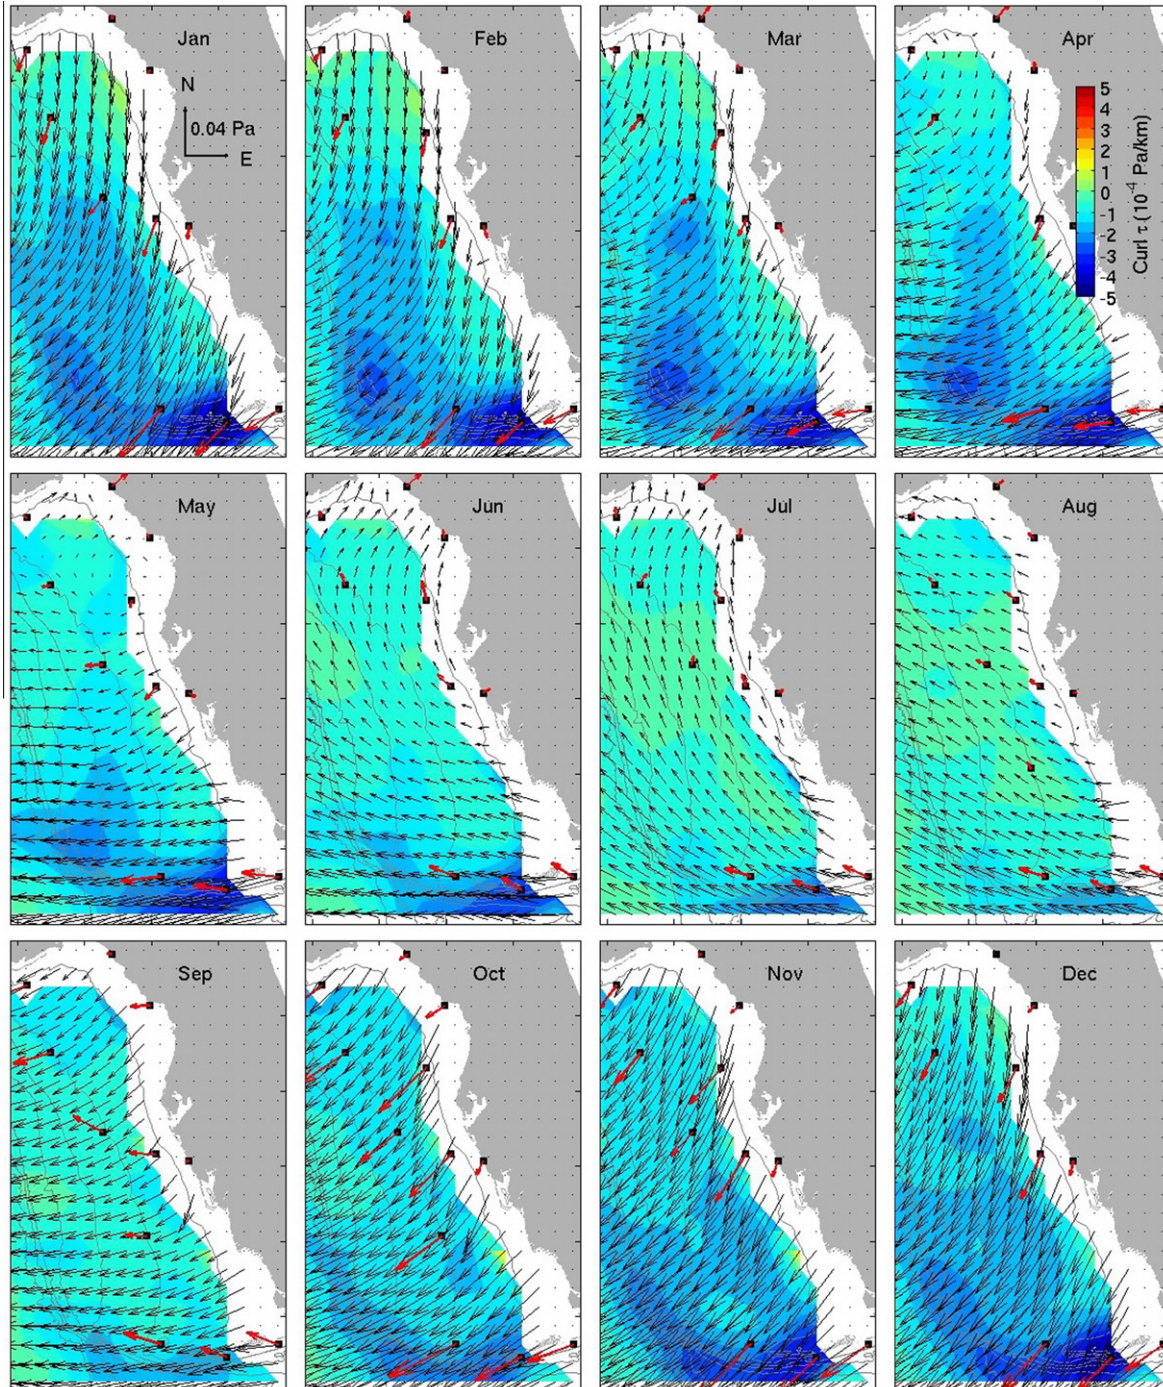 Jan
Feb
Mar
Apr
N
0.04 Pa
E
5
4
3
2
1
0
-1
-2
-3
-4
-5
Curl τ (10⁻⁴ Pa/km)
May
Jun
Jul
Aug
Sep
Oct
Nov
Dec